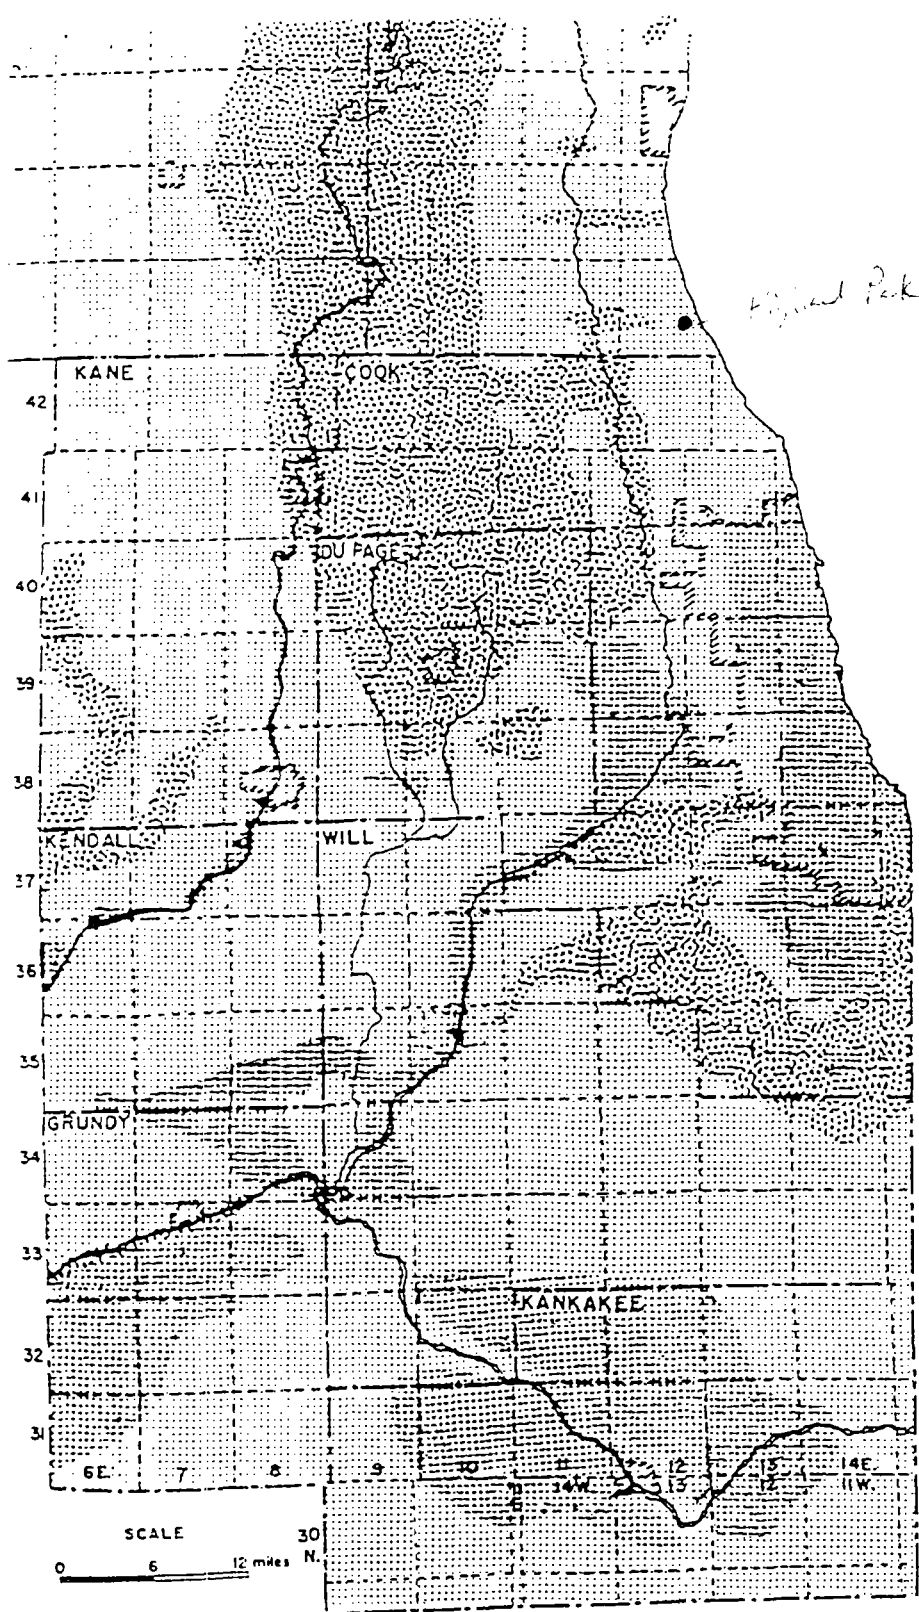 Highland Park
KANE
COOK
42
41
DU PAGE
40
39
38
KENDALL
WILL
37
36
35
GRUNDY
34
33
KANKAKEE
32
31
6E. 7 8 9 10 11 12 13 14E.
14W. 13 12 11W.
SCALE
30
N.
0 6 12 miles